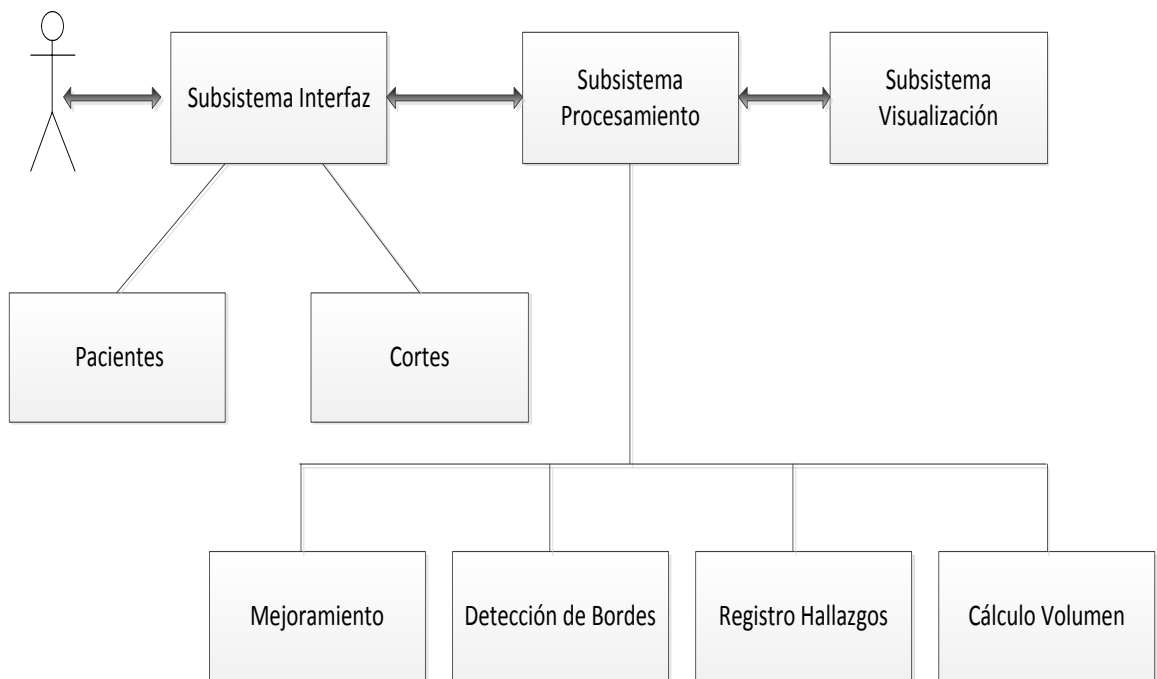 Subsistema Interfaz
Subsistema
Procesamiento
Subsistema
Visualización
Pacientes
Cortes
Mejoramiento
Detección de Bordes
Registro Hallazgos
Cálculo Volumen